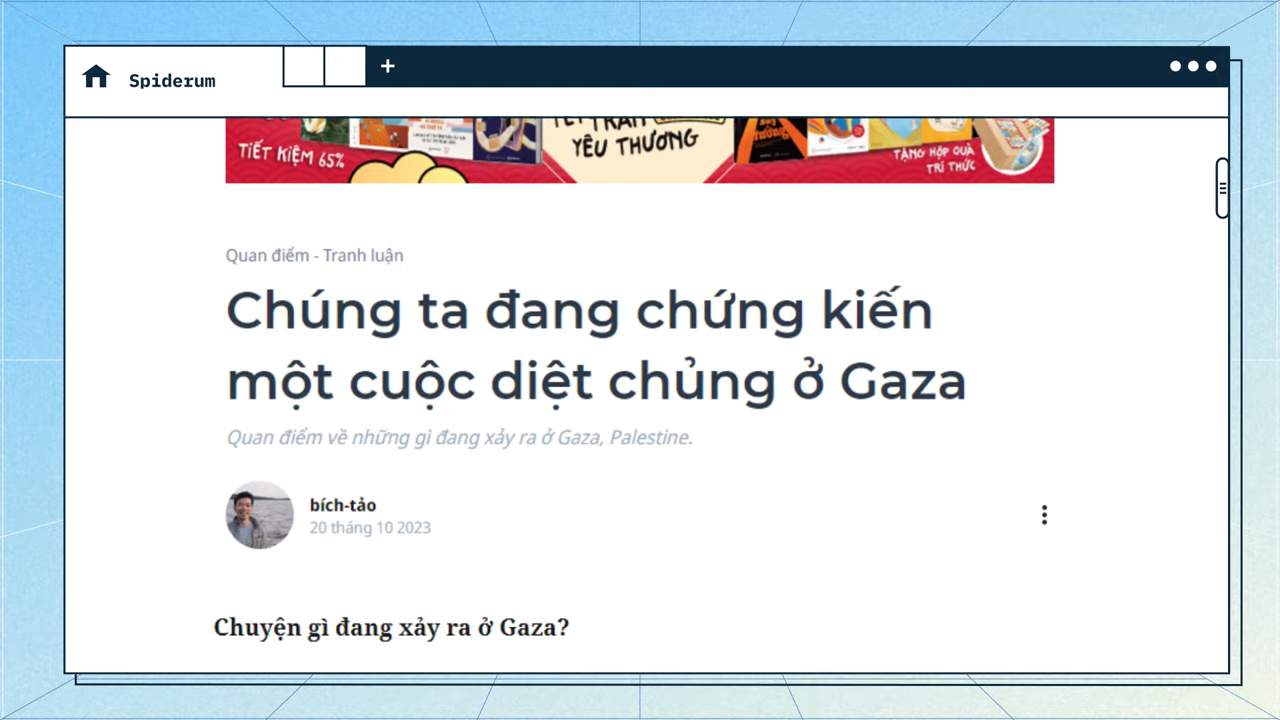 Spiderum
TIẾT KIỆM 65%
YÊU THƯƠNG
TẶNG HỘP QUÀ
TRI THỨC
Quan điểm - Tranh luận
Chúng ta đang chứng kiến
một cuộc diệt chủng ở Gaza
Quan điểm về những gì đang xảy ra ở Gaza, Palestine.
bích-tảo
20 tháng 10 2023
Chuyện gì đang xảy ra ở Gaza?